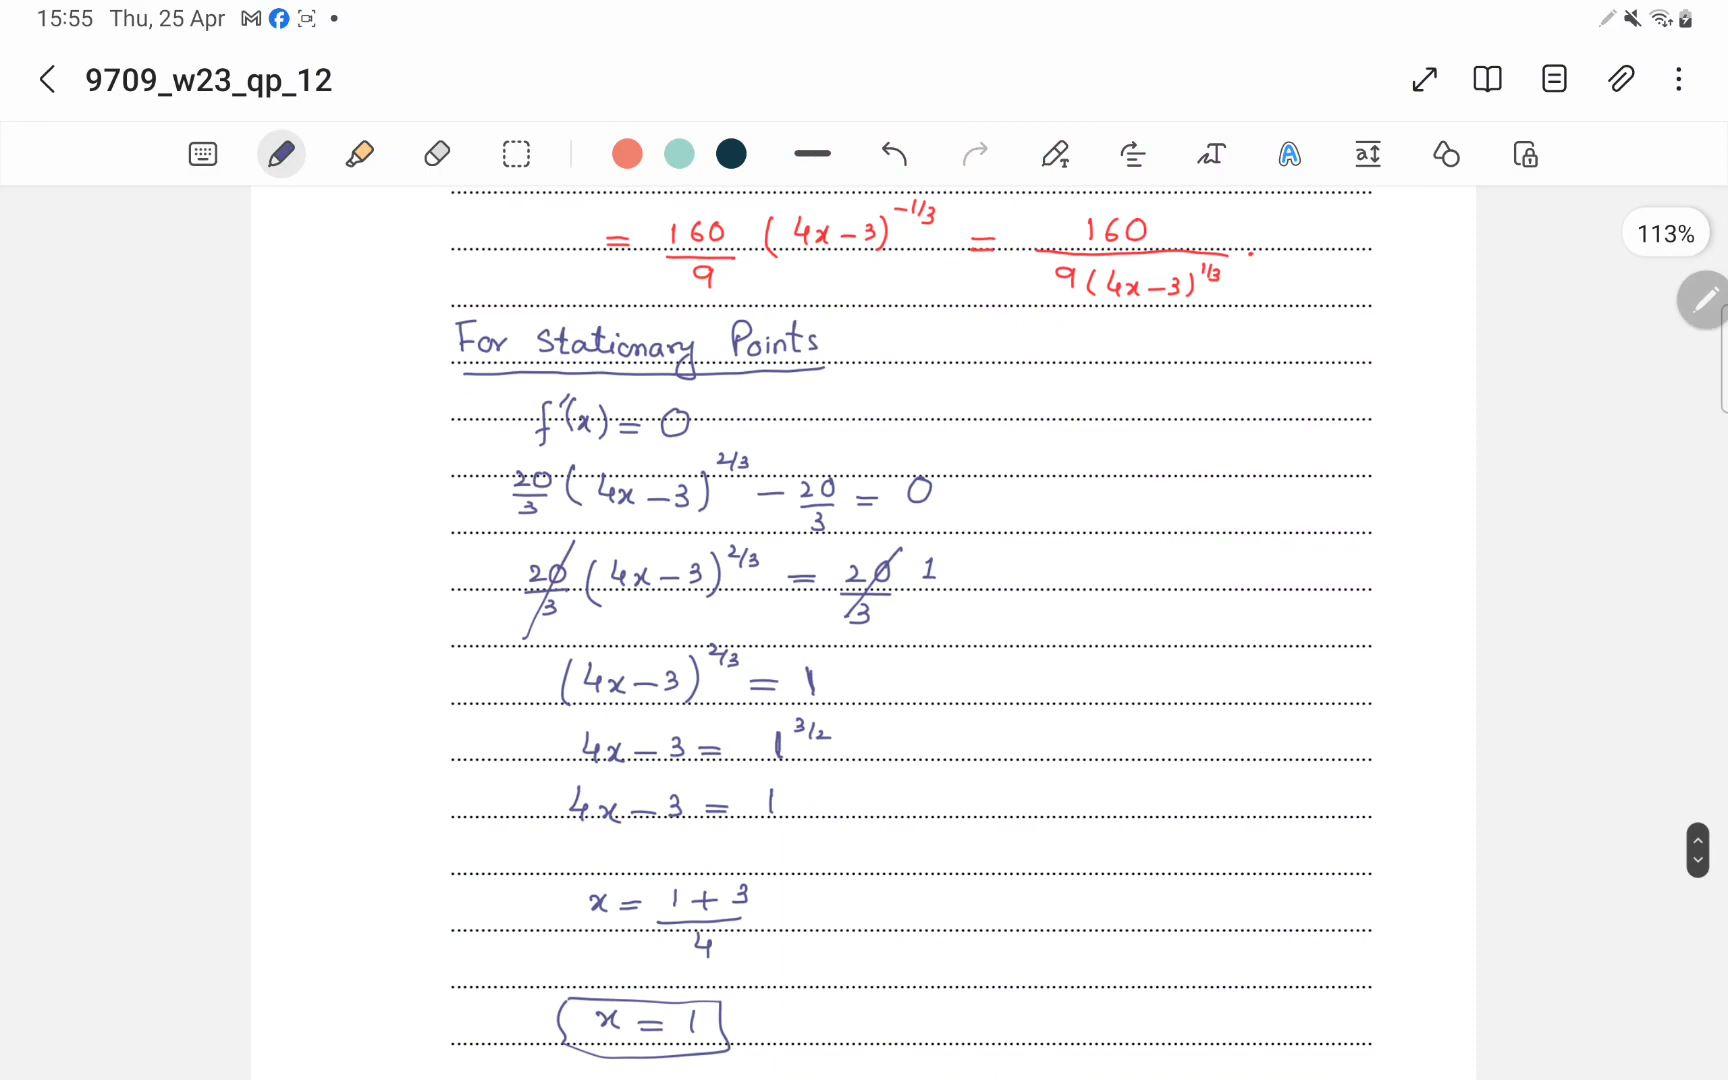 15:55 Thu, 25 Apr
9709_w23_qp_12
113%
= 160/9 (4x-3)^-1/3 = 160/9(4x-3)^1/3 .
For Stationary Points
f'(x) = 0
20/3 (4x-3)^2/3 - 20/3 = 0
20/3 (4x-3)^2/3 = 20/3 1
(4x-3)^2/3 = 1
4x-3 = 1^3/2
4x-3 = 1
x = 1+3/4
x = 1